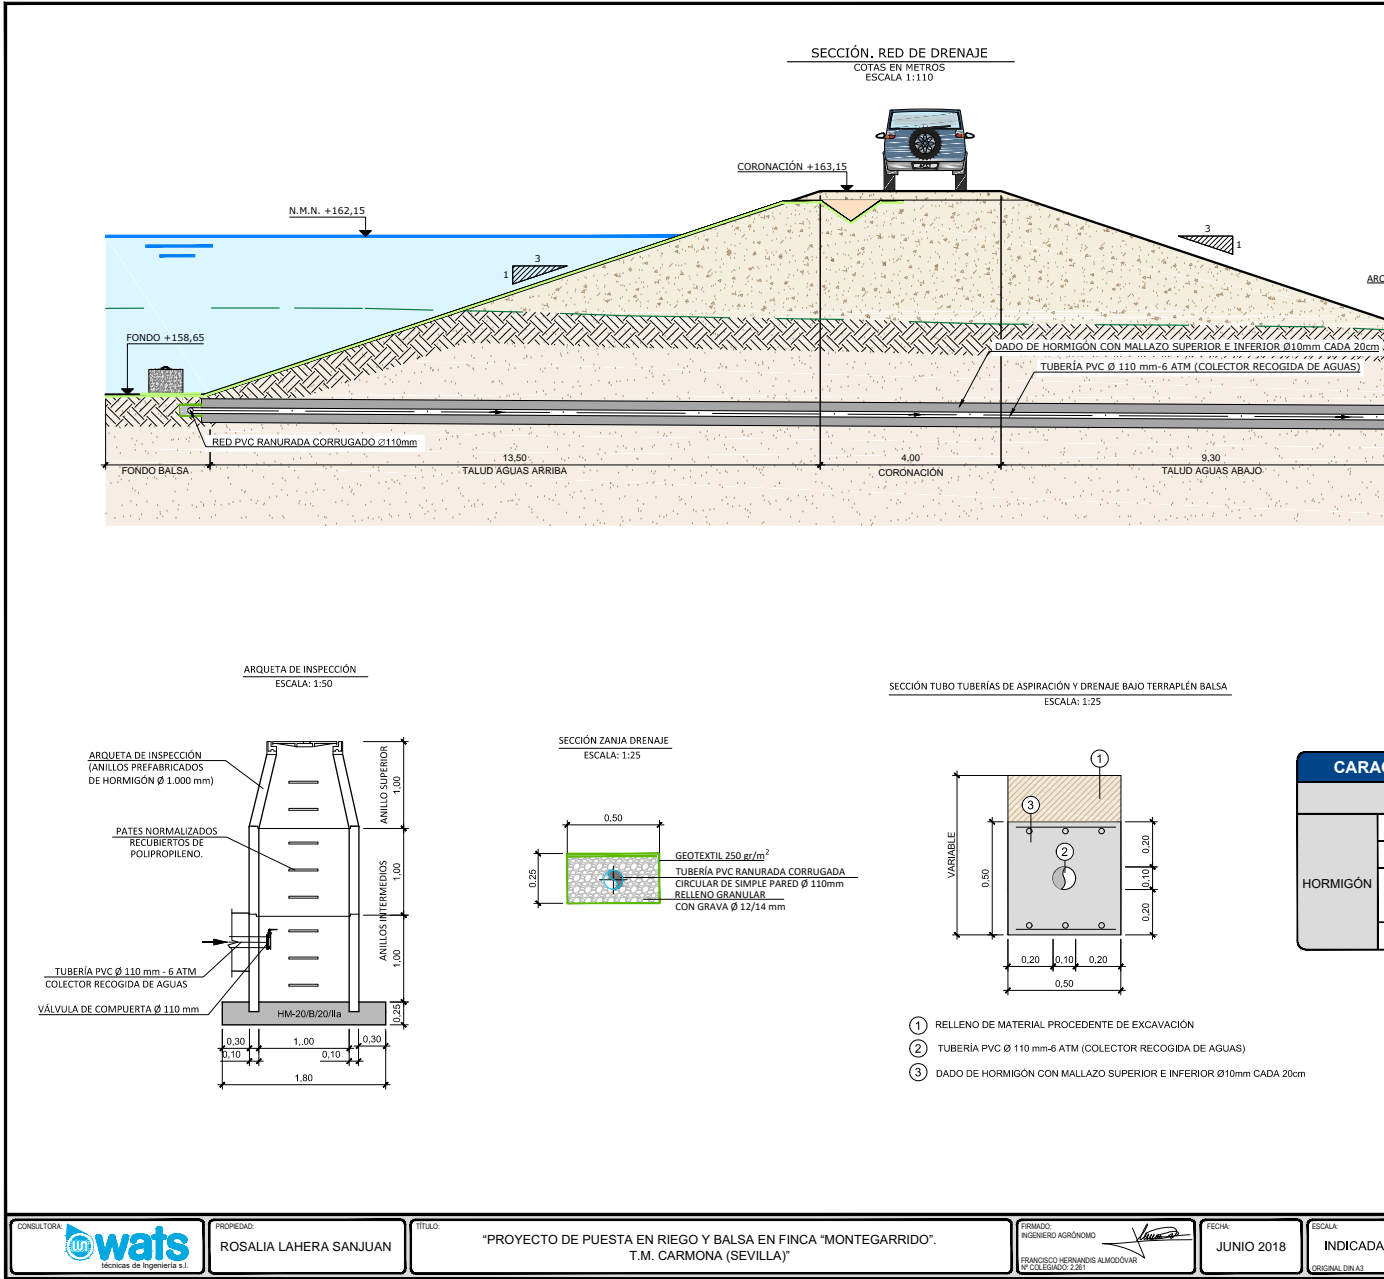 SECCIÓN. RED DE DRENAJE
COTAS EN METROS
ESCALA 1:110
CORONACIÓN +163,15
N.M.N. +162,15
3
1
3
1
FONDO +158,65
DADO DE HORMIGÓN CON MALLAZO SUPERIOR E INFERIOR Ø10mm CADA 20cm
TUBERÍA PVC Ø 110 mm-6 ATM (COLECTOR RECOGIDA DE AGUAS)
RED PVC RANURADA CORRUGADO ∅110mm
13,50
4,00
9,30
FONDO BALSA
TALUD AGUAS ARRIBA
CORONACIÓN
TALUD AGUAS ABAJO
ARQUETA DE INSPECCIÓN
ESCALA: 1:50
ARQUETA DE INSPECCIÓN
(ANILLOS PREFABRICADOS
DE HORMIGÓN Ø 1.000 mm)
PATES NORMALIZADOS
RECUBIERTOS DE
POLIPROPILENO.
TUBERÍA PVC Ø 110 mm - 6 ATM
COLECTOR RECOGIDA DE AGUAS
VÁLVULA DE COMPUERTA Ø 110 mm
ANILLO SUPERIOR
1,00
ANILLOS INTERMEDIOS
1,00
1,00
0,25
HM-20/B/20/IIa
0,30
1,.00
0,30
0,10
0,10
1,80
SECCIÓN ZANJA DRENAJE
ESCALA: 1:25
0,50
0,25
GEOTEXTIL 250 gr/m²
TUBERÍA PVC RANURADA CORRUGADA
CIRCULAR DE SIMPLE PARED Ø 110mm
RELLENO GRANULAR
CON GRAVA Ø 12/14 mm
SECCIÓN TUBO TUBERÍAS DE ASPIRACIÓN Y DRENAJE BAJO TERRAPLÉN BALSA
ESCALA: 1:25
1
3
2
VARIABLE
0,50
0,20
0,10
0,20
0,20
0,10
0,20
0,50
1 RELLENO DE MATERIAL PROCEDENTE DE EXCAVACIÓN
2 TUBERÍA PVC Ø 110 mm-6 ATM (COLECTOR RECOGIDA DE AGUAS)
3 DADO DE HORMIGÓN CON MALLAZO SUPERIOR E INFERIOR Ø10mm CADA 20cm
HORMIGÓN
CONSULTORA:
wats
técnicas de Ingeniería s.l.
PROPIEDAD:
ROSALIA LAHERA SANJUAN
TÍTULO:
“PROYECTO DE PUESTA EN RIEGO Y BALSA EN FINCA “MONTEGARRIDO”.
T.M. CARMONA (SEVILLA)”
FIRMADO:
INGENIERO AGRÓNOMO
FRANCISCO HERNANDIS ALMODÓVAR
Nº COLEGIADO: 2.261
FECHA:
JUNIO 2018
ESCALA:
INDICADA
ORIGINAL DIN A3